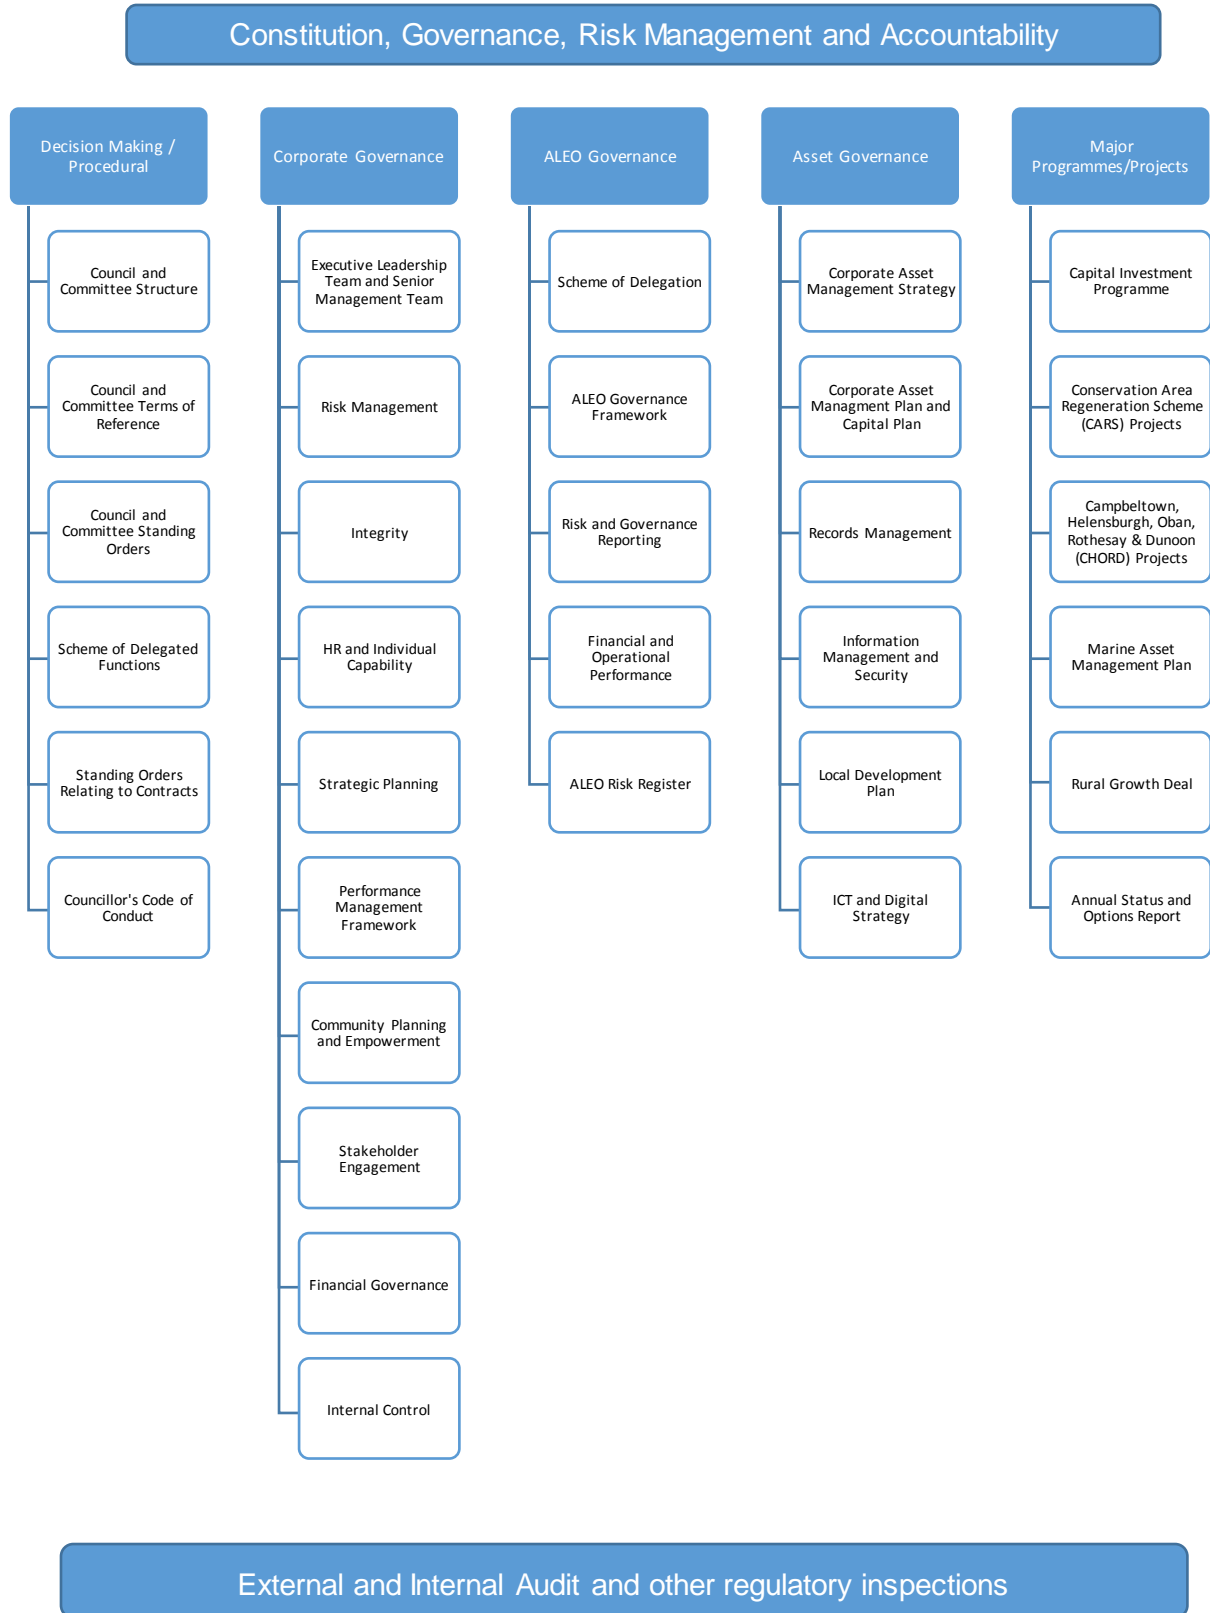 Constitution, Governance, Risk Management and Accountability
Decision Making /
Procedural
Council and
Committee Structure
Council and
Committee Terms of
Reference
Council and
Committee Standing
Orders
Scheme of Delegated
Functions
Standing Orders
Relating to Contracts
Councillor's Code of
Conduct
Corporate Governance
Executive Leadership
Team and Senior
Management Team
Risk Management
Integrity
HR and Individual
Capability
Strategic Planning
Performance
Management
Framework
Community Planning
and Empowerment
Stakeholder
Engagement
Financial Governance
Internal Control
ALEO Governance
Scheme of Delegation
ALEO Governance
Framework
Risk and Governance
Reporting
Financial and
Operational
Performance
ALEO Risk Register
Asset Governance
Corporate Asset
Management Strategy
Corporate Asset
Managment Plan and
Capital Plan
Records Management
Information
Management and
Security
Local Development
Plan
ICT and Digital
Strategy
Major
Programmes/Projects
Capital Investment
Programme
Conservation Area
Regeneration Scheme
(CARS) Projects
Campbeltown,
Helensburgh, Oban,
Rothesay & Dunoon
(CHORD) Projects
Marine Asset
Management Plan
Rural Growth Deal
Annual Status and
Options Report
External and Internal Audit and other regulatory inspections